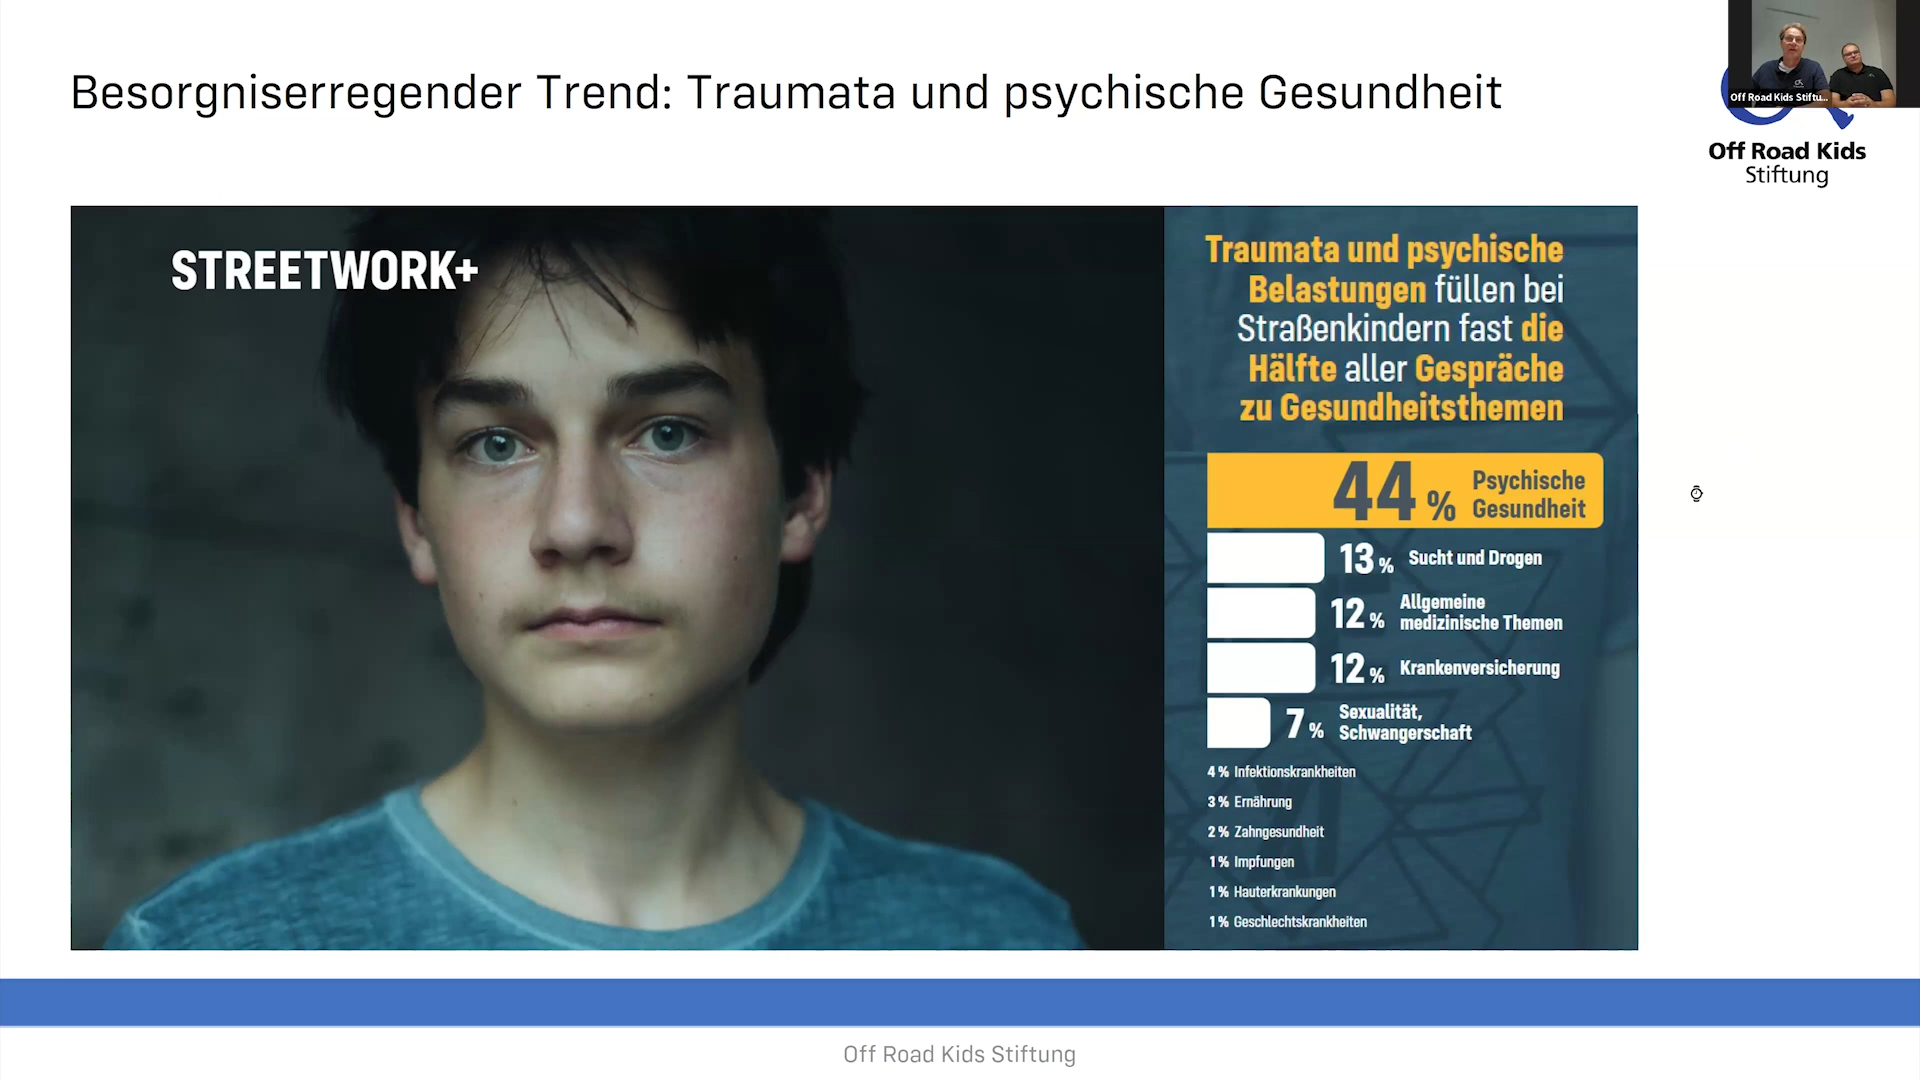 Besorgniserregender Trend: Traumata und psychische Gesundheit
Off Road Kids Stiftu...
Off Road Kids
Stiftung
STREETWORK+
Traumata und psychische
Belastungen füllen bei
Straßenkindern fast die
Hälfte aller Gespräche
zu Gesundheitsthemen
44 % Psychische
Gesundheit
13 % Sucht und Drogen
12 % Allgemeine
medizinische Themen
12 % Krankenversicherung
7 % Sexualität,
Schwangerschaft
4 % Infektionskrankheiten
3 % Ernährung
2 % Zahngesundheit
1 % Impfungen
1 % Hauterkrankungen
1 % Geschlechtskrankheiten
Off Road Kids Stiftung